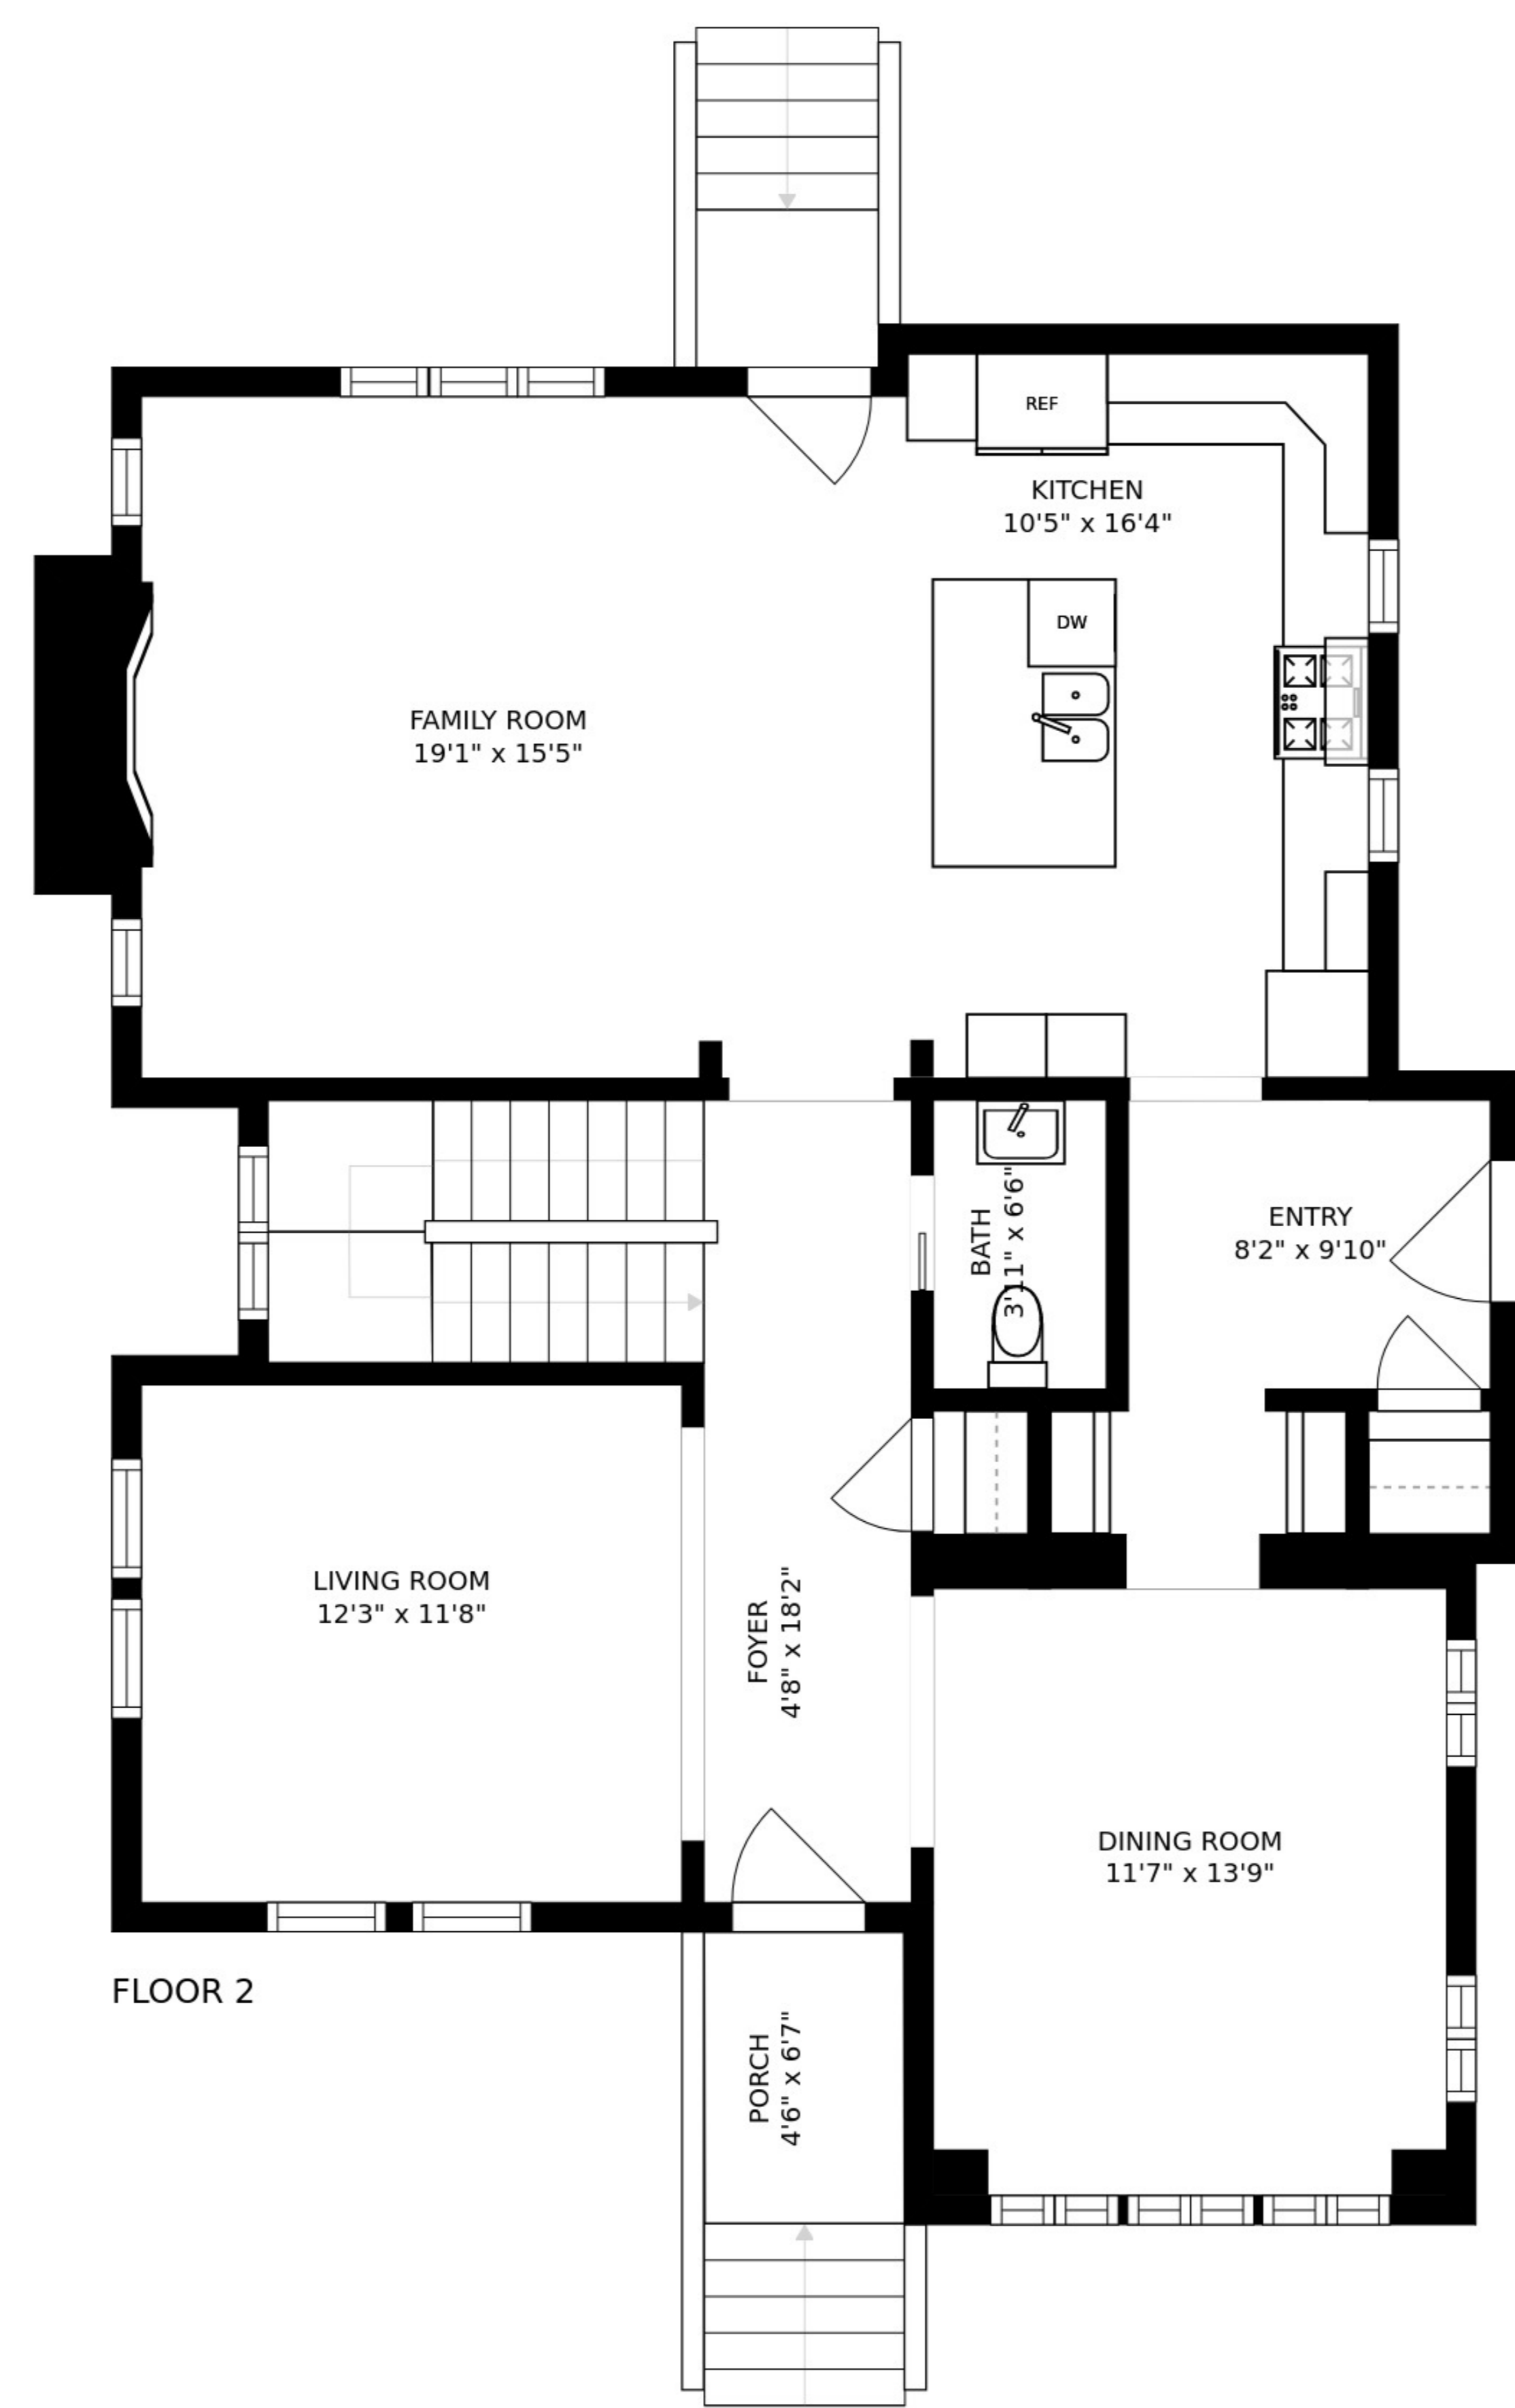 REF
KITCHEN
10'5" x 16'4"
DW
FAMILY ROOM
19'1" x 15'5"
BATH
3'11" x 6'6"
ENTRY
8'2" x 9'10"
LIVING ROOM
12'3" x 11'8"
FOYER
4'8" x 18'2"
DINING ROOM
11'7" x 13'9"
FLOOR 2
PORCH
4'6" x 6'7"